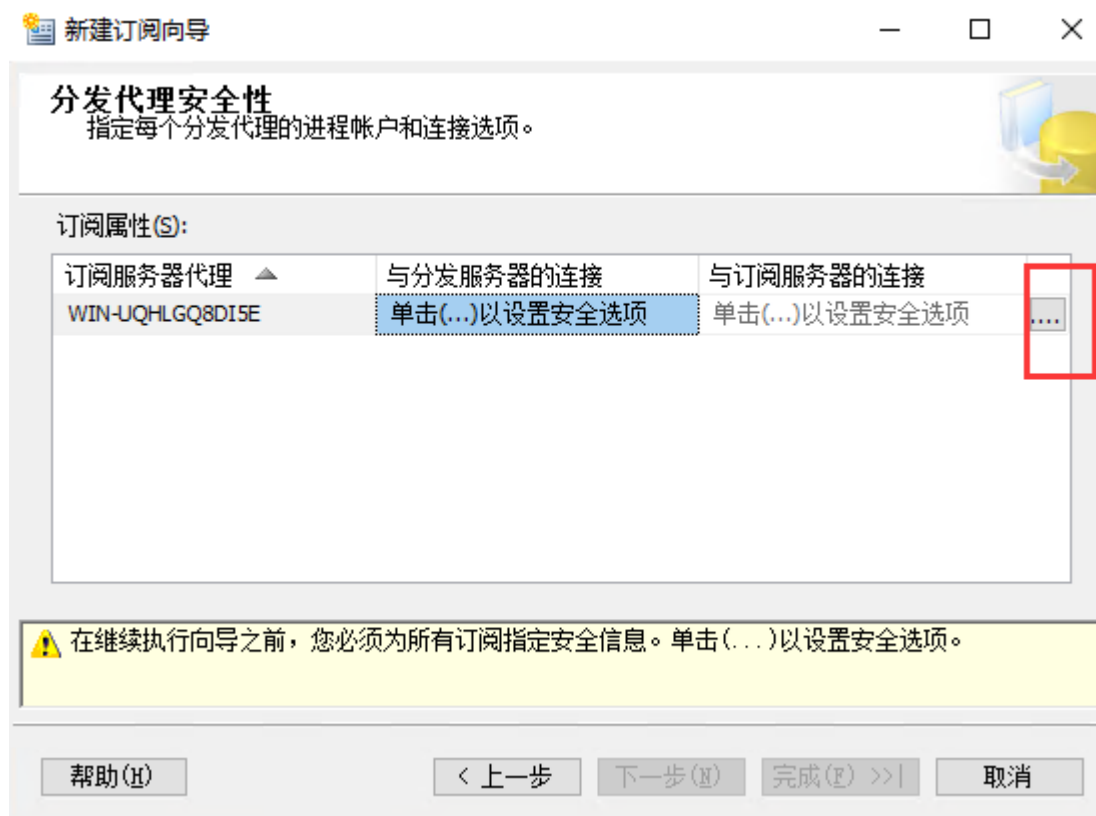 新建订阅向导
分发代理安全性
指定每个分发代理的进程帐户和连接选项。
订阅属性(S):
订阅服务器代理 与分发服务器的连接 与订阅服务器的连接
WIN-UQHLGQ8DI5E 单击(...)以设置安全选项 单击(...)以设置安全选项 ....
在继续执行向导之前，您必须为所有订阅指定安全信息。单击(...)以设置安全选项。
帮助(H) < 上一步 下一步(N) 完成(F) >>| 取消